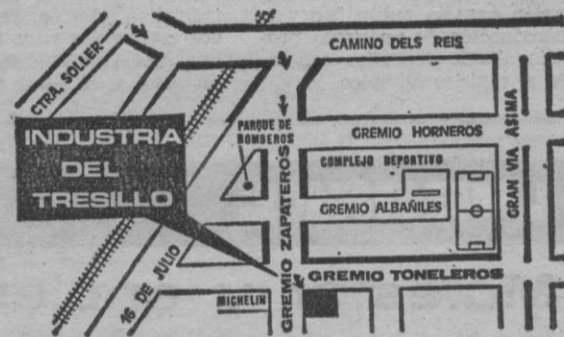 CAMINO DELS REIS
CTRA. SOLLER
INDUSTRIA
DEL
TRESILLO
PARQUE DE
BOMBEROS
GREMIO HORNEROS
COMPLEJO DEPORTIVO
GREMIO ALBAÑILES
GRAN VIA ASIMA
GREMIO ZAPATEROS
GREMIO TONELEROS
16 DE JULIO
MICHELIN